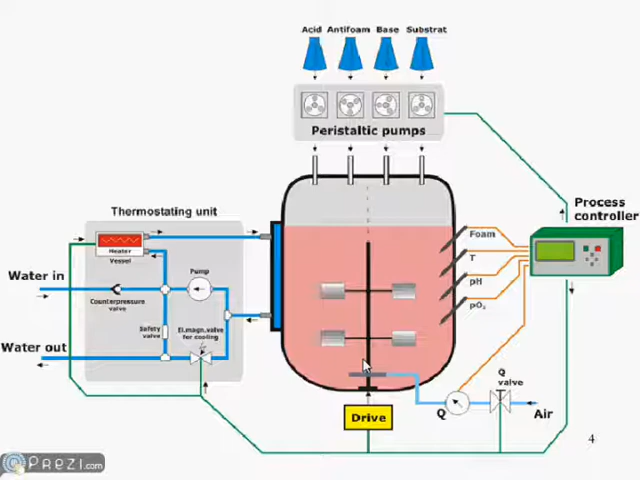 Acid Antifoam Base Substrat
Peristaltic pumps
Process
controller
Thermostating unit
Heater
Vessel
Pump
Water in
Counterpressure
valve
Safety
valve
El.magn.valve
for cooling
Water out
Foam
T
pH
pO₂
Q
valve
Q
Air
Drive
4
PREZI.com